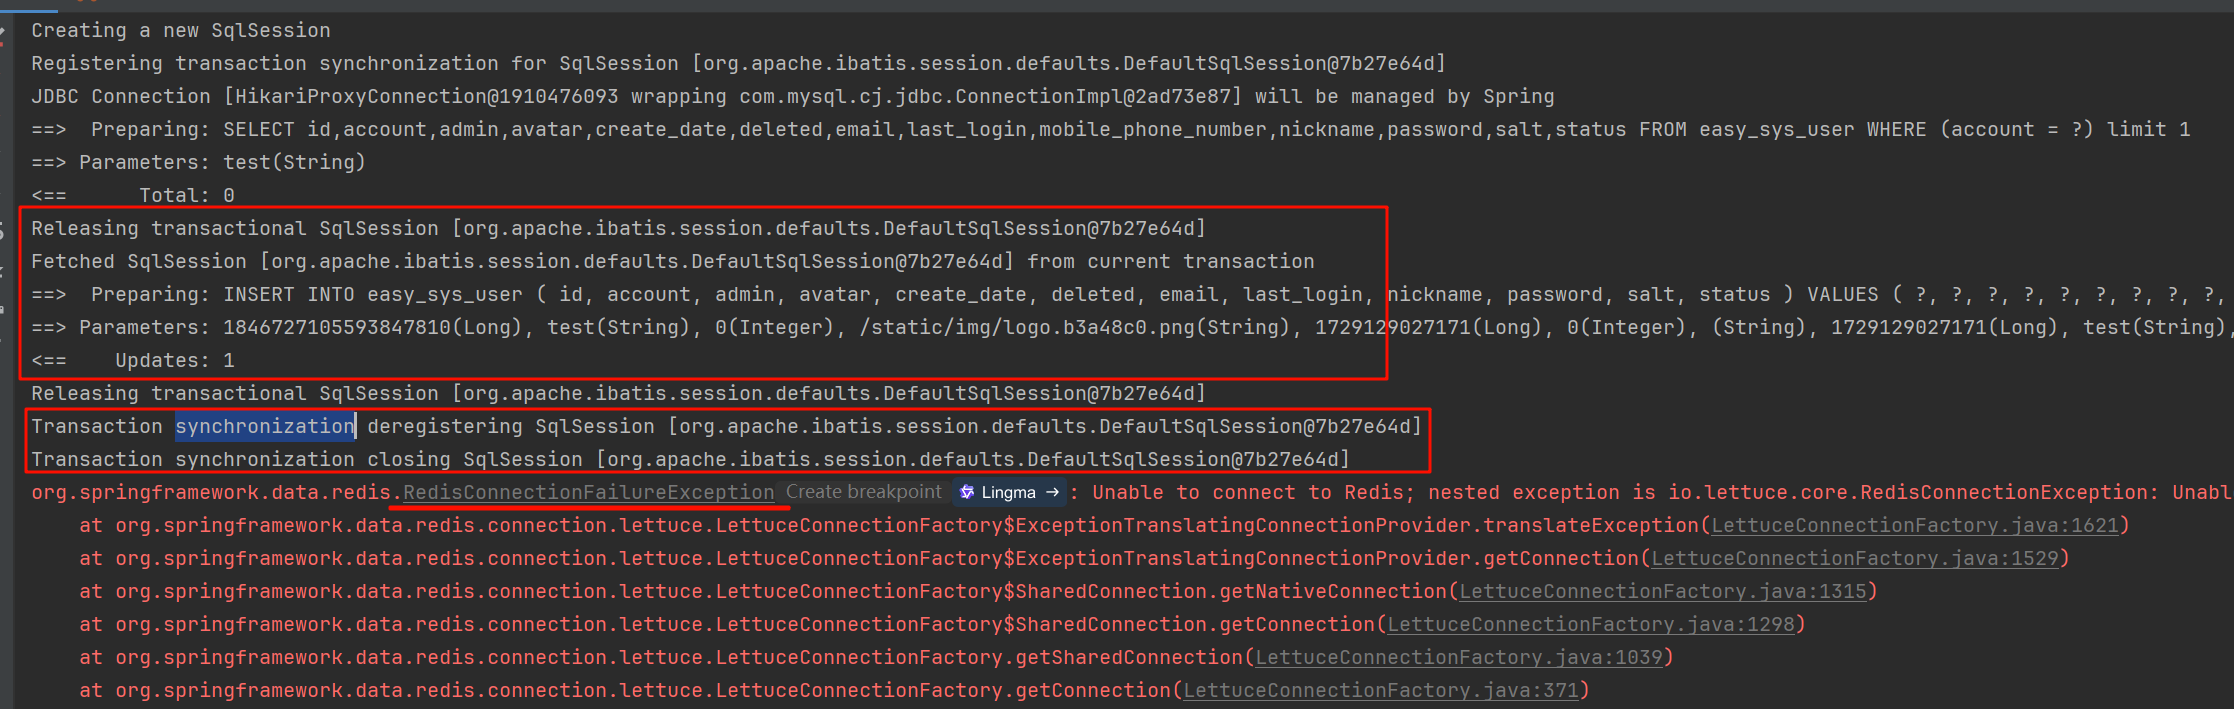 Creating a new SqlSession
Registering transaction synchronization for SqlSession [org.apache.ibatis.session.defaults.DefaultSqlSession@7b27e64d]
JDBC Connection [HikariProxyConnection@1910476093 wrapping com.mysql.cj.jdbc.ConnectionImpl@2ad73e87] will be managed by Spring
==>  Preparing: SELECT id,account,admin,avatar,create_date,deleted,email,last_login,mobile_phone_number,nickname,password,salt,status FROM easy_sys_user WHERE (account = ?) limit 1
==> Parameters: test(String)
<==      Total: 0
Releasing transactional SqlSession [org.apache.ibatis.session.defaults.DefaultSqlSession@7b27e64d]
Fetched SqlSession [org.apache.ibatis.session.defaults.DefaultSqlSession@7b27e64d] from current transaction
==>  Preparing: INSERT INTO easy_sys_user ( id, account, admin, avatar, create_date, deleted, email, last_login, nickname, password, salt, status ) VALUES ( ?, ?, ?, ?, ?, ?, ?, ?, ?,
==> Parameters: 1846727105593847810(Long), test(String), 0(Integer), /static/img/logo.b3a48c0.png(String), 1729129027171(Long), 0(Integer), (String), 1729129027171(Long), test(String),
<==    Updates: 1
Releasing transactional SqlSession [org.apache.ibatis.session.defaults.DefaultSqlSession@7b27e64d]
Transaction synchronization deregistering SqlSession [org.apache.ibatis.session.defaults.DefaultSqlSession@7b27e64d]
Transaction synchronization closing SqlSession [org.apache.ibatis.session.defaults.DefaultSqlSession@7b27e64d]
org.springframework.data.redis.RedisConnectionFailureException Create breakpoint Lingma → : Unable to connect to Redis; nested exception is io.lettuce.core.RedisConnectionException: Unabl
at org.springframework.data.redis.connection.lettuce.LettuceConnectionFactory$ExceptionTranslatingConnectionProvider.translateException(LettuceConnectionFactory.java:1621)
at org.springframework.data.redis.connection.lettuce.LettuceConnectionFactory$ExceptionTranslatingConnectionProvider.getConnection(LettuceConnectionFactory.java:1529)
at org.springframework.data.redis.connection.lettuce.LettuceConnectionFactory$SharedConnection.getNativeConnection(LettuceConnectionFactory.java:1315)
at org.springframework.data.redis.connection.lettuce.LettuceConnectionFactory$SharedConnection.getConnection(LettuceConnectionFactory.java:1298)
at org.springframework.data.redis.connection.lettuce.LettuceConnectionFactory.getSharedConnection(LettuceConnectionFactory.java:1039)
at org.springframework.data.redis.connection.lettuce.LettuceConnectionFactory.getConnection(LettuceConnectionFactory.java:371)